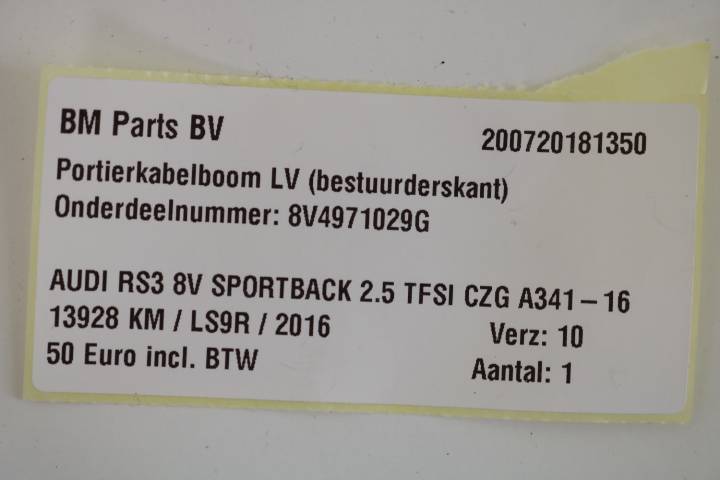 BM Parts BV 200720181350
Portierkabelboom LV (bestuurderskant)
Onderdeelnummer: 8V4971029G
AUDI RS3 8V SPORTBACK 2.5 TFSI CZG A341-16
13928 KM / LS9R / 2016 Verz: 10
50 Euro incl. BTW Aantal: 1